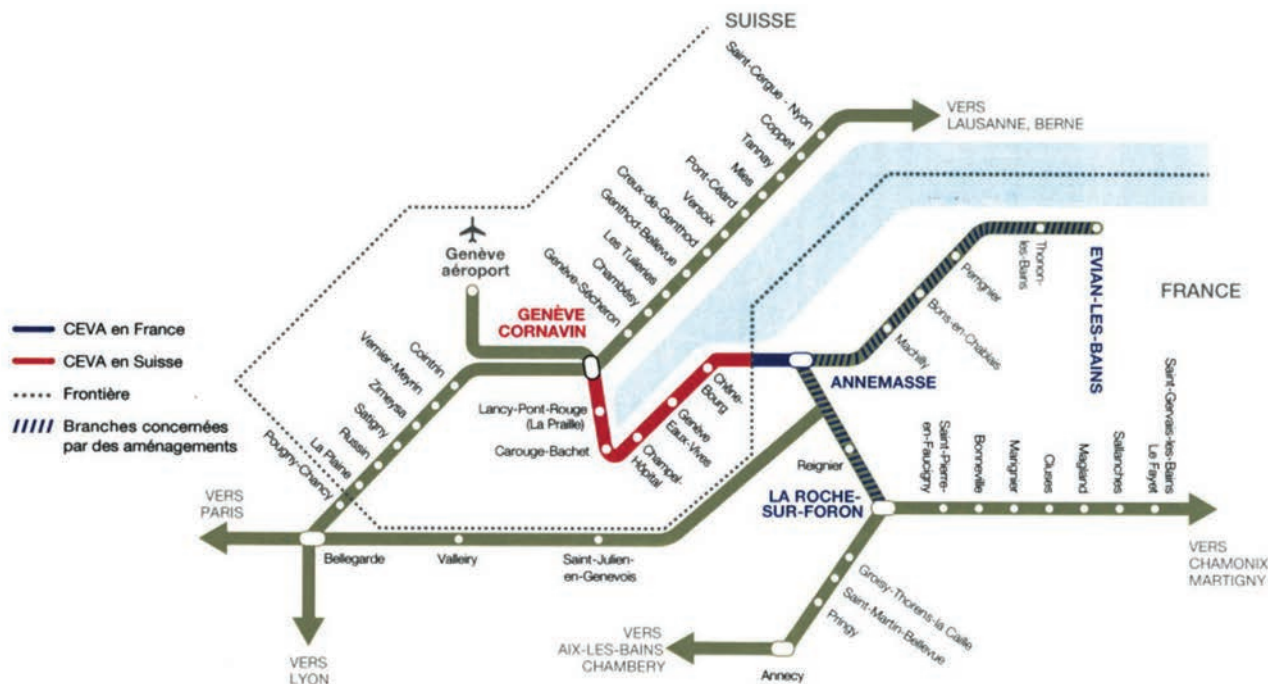 SUISSE
Saint-Cergue - Nyon
Coppet
Tannay
Mies
Pont-Céard
Versoix
Creux-de-Genthod
Genthod-Bellevue
Les Tuileries
Chambésy
Genève-Sécheron
VERS
LAUSANNE, BERNE
Genève
aéroport
GENÈVE
CORNAVIN
CEVA en France
CEVA en Suisse
Frontière
Branches concernées
par des aménagements
Cointrin
Vernier-Meyrin
Zimeysa
Satigny
Russin
La Plaine
Pougny-Chancy
Lancy-Pont-Rouge
(La Praille)
Carouge-Bachet
Champel-
Hôpital
Genève
Eaux-Vives
Chêne-
Bourg
ANNEMASSE
Machilly
Bons-en-Chablais
Perrignier
Thonon-
les-Bains
EVIAN-LES-BAINS
FRANCE
Reignier
LA ROCHE-
SUR-FORON
Saint-Pierre-
en-Faucigny
Bonneville
Marignier
Cluses
Magland
Sallanches
Saint-Gervais-les-Bains
Le Fayet
VERS
CHAMONIX
MARTIGNY
VERS
PARIS
Bellegarde
Valleiry
Saint-Julien-
en-Genevois
VERS
LYON
Groisy-Thorens-la Caille
Saint-Martin-Bellevue
Pringy
Annecy
VERS
AIX-LES-BAINS
CHAMBERY